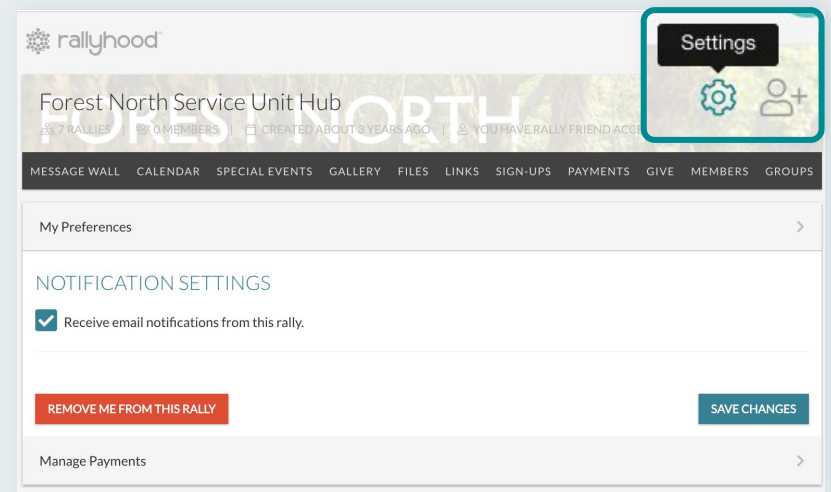 rallyhood
Settings
Forest North Service Unit Hub
FOREST NORTH
7 RALLIES | 0 MEMBERS | CREATED ABOUT 3 YEARS AGO | YOU HAVE RALLY FRIEND ACCE
MESSAGE WALL CALENDAR SPECIAL EVENTS GALLERY FILES LINKS SIGN-UPS PAYMENTS GIVE MEMBERS GROUPS
My Preferences
NOTIFICATION SETTINGS
Receive email notifications from this rally.
REMOVE ME FROM THIS RALLY SAVE CHANGES
Manage Payments